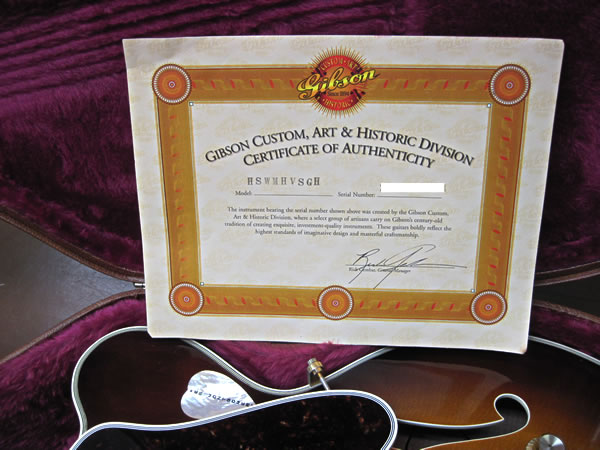 Gibson
GIBSON CUSTOM, ART & HISTORIC DIVISION
CERTIFICATE OF AUTHENTICITY
HSWMHVSGH
Model: Serial Number:
The instrument bearing the serial number shown above was created by the Gibson Custom,
Art & Historic Division, where a select group of artisans carry on Gibson's century-old
tradition of creating exquisite, investment-quality instruments. These guitars boldly reflect the
highest standards of imaginative design and masterful craftsmanship.
General Manager